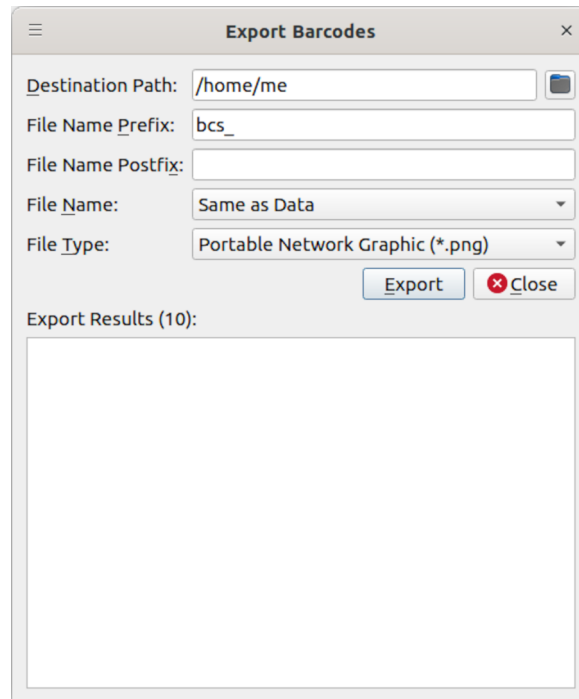 Export Barcodes
Destination Path: /home/me
File Name Prefix: bcs_
File Name Postfix:
File Name: Same as Data
File Type: Portable Network Graphic (*.png)
Export Close
Export Results (10):